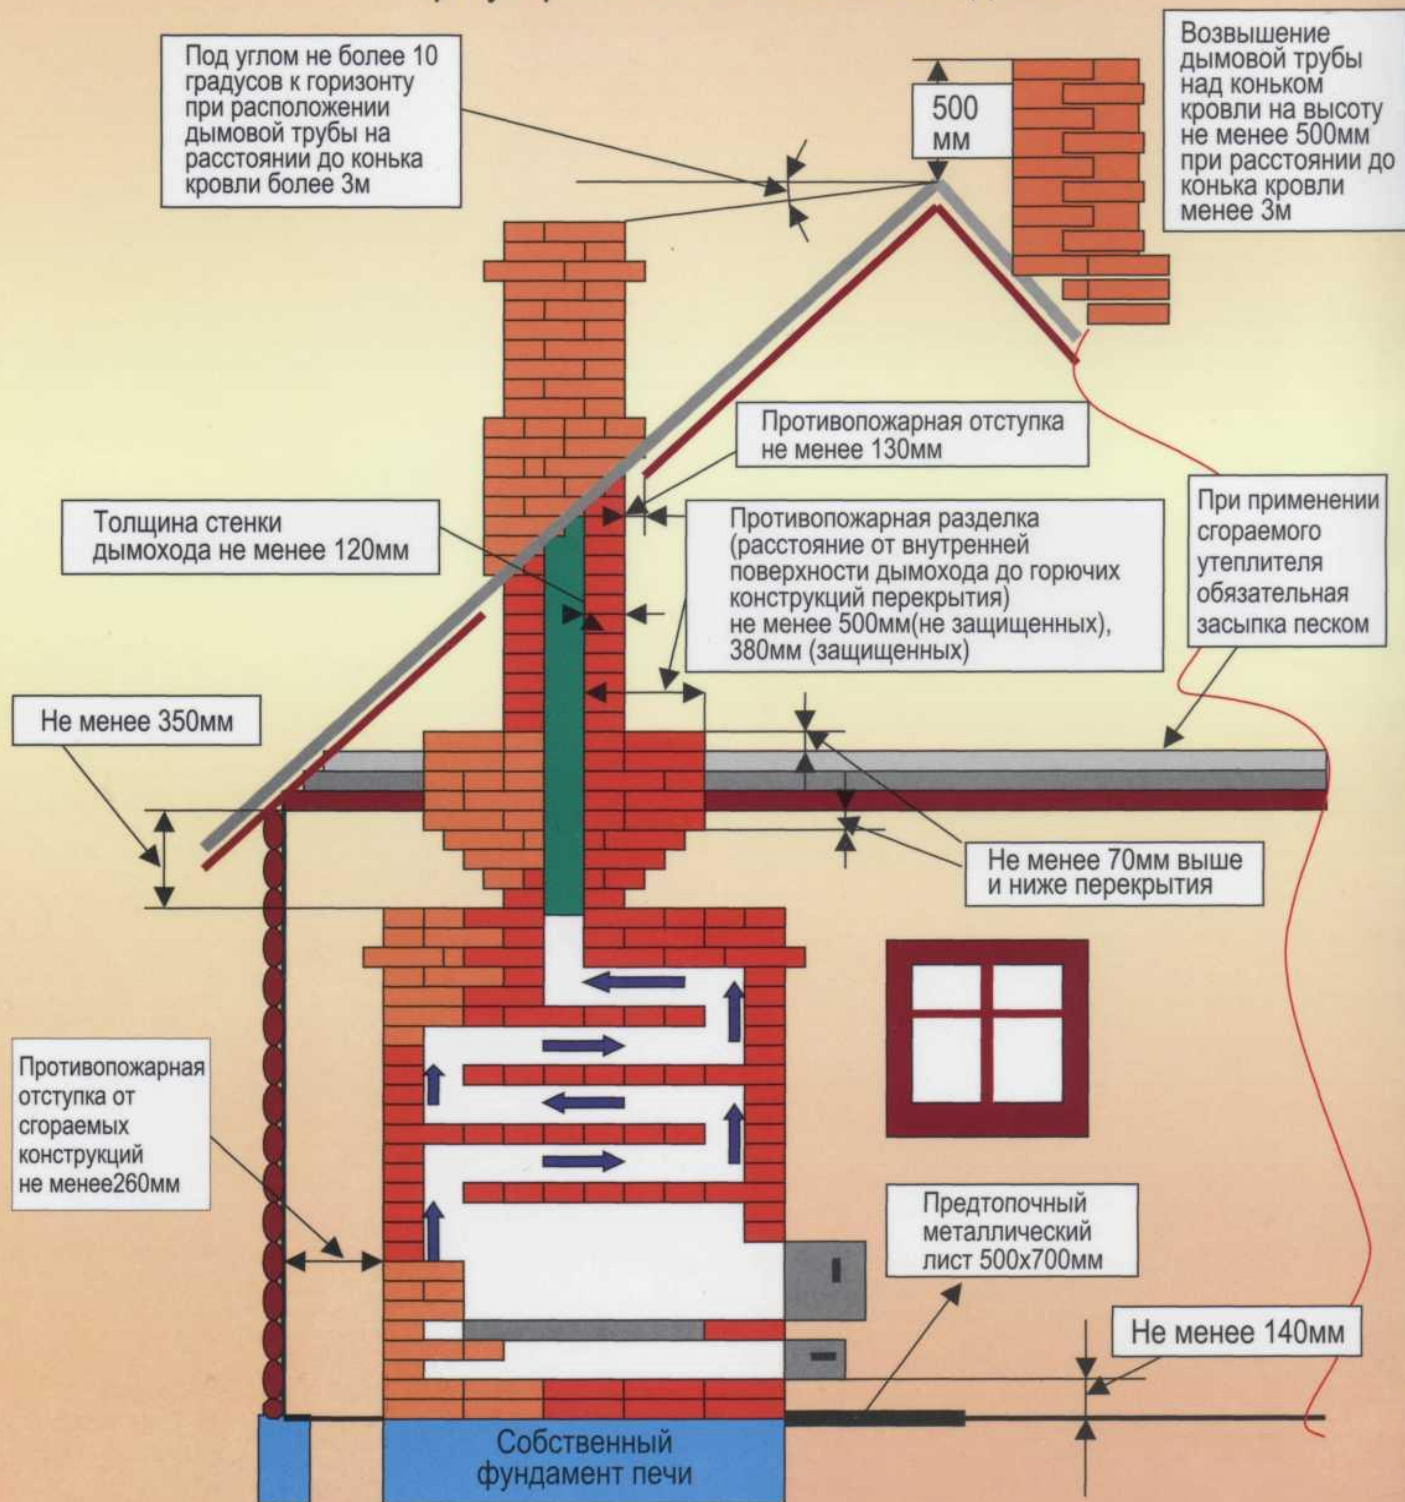 Под углом не более 10
градусов к горизонту
при расположении
дымовой трубы на
расстоянии до конька
кровли более 3м
500
мм
Возвышение
дымовой трубы
над коньком
кровли на высоту
не менее 500мм
при расстоянии до
конька кровли
менее 3м
Противопожарная отступка
не менее 130мм
Толщина стенки
дымохода не менее 120мм
Противопожарная разделка
(расстояние от внутренней
поверхности дымохода до горючих
конструкций перекрытия)
не менее 500мм(не защищенных),
380мм (защищенных)
При применении
сгораемого
утеплителя
обязательная
засыпка песком
Не менее 350мм
Не менее 70мм выше
и ниже перекрытия
Противопожарная
отступка от
сгораемых
конструкций
не менее260мм
Предтопочный
металлический
лист 500х700мм
Не менее 140мм
Собственный
фундамент печи